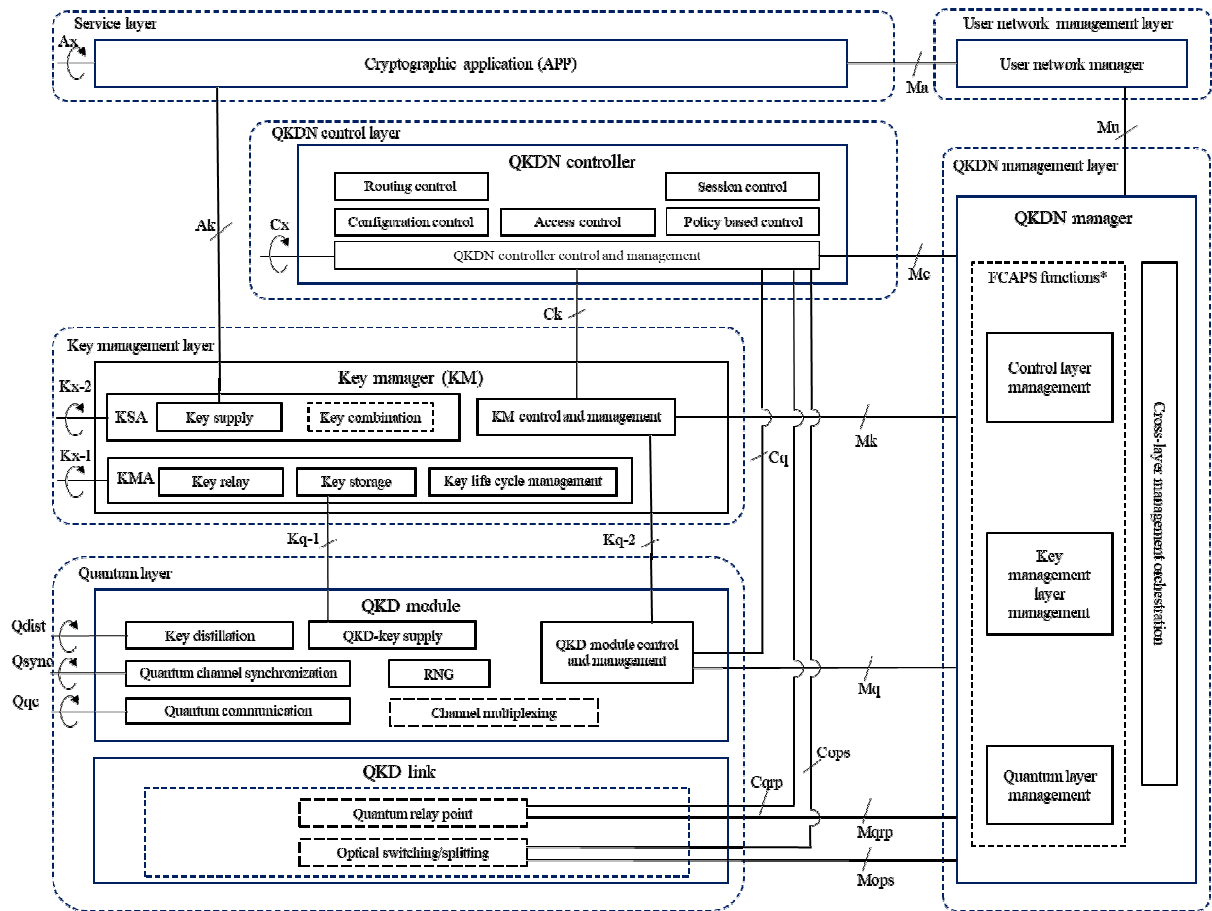 Service layer
User network management layer
Ax
Cryptographic application (APP)
User network manager
Ma
Mu
QKDN control layer
QKDN controller
Routing control
Session control
Configuration control
Access control
Policy based control
QKDN controller control and management
Ak
Cx
Mc
QKDN management layer
QKDN manager
FCAPS functions*
Control layer
management
Key
management
layer
management
Quantum layer
management
Cross-layer management orchestration
Ck
Key management layer
Key manager (KM)
Kx-2
KSA
Key supply
Key combination
KM control and management
Mk
Kx-1
KMA
Key relay
Key storage
Key life cycle management
Cq
Kq-1
Kq-2
Quantum layer
QKD module
Qdist
Key distillation
QKD-key supply
QKD module control
and management
Qsync
Quantum channel synchronization
RNG
Mq
Qqc
Quantum communication
Channel multiplexing
Cops
QKD link
Cqrp
Quantum relay point
Mqrp
Optical switching/splitting
Mops